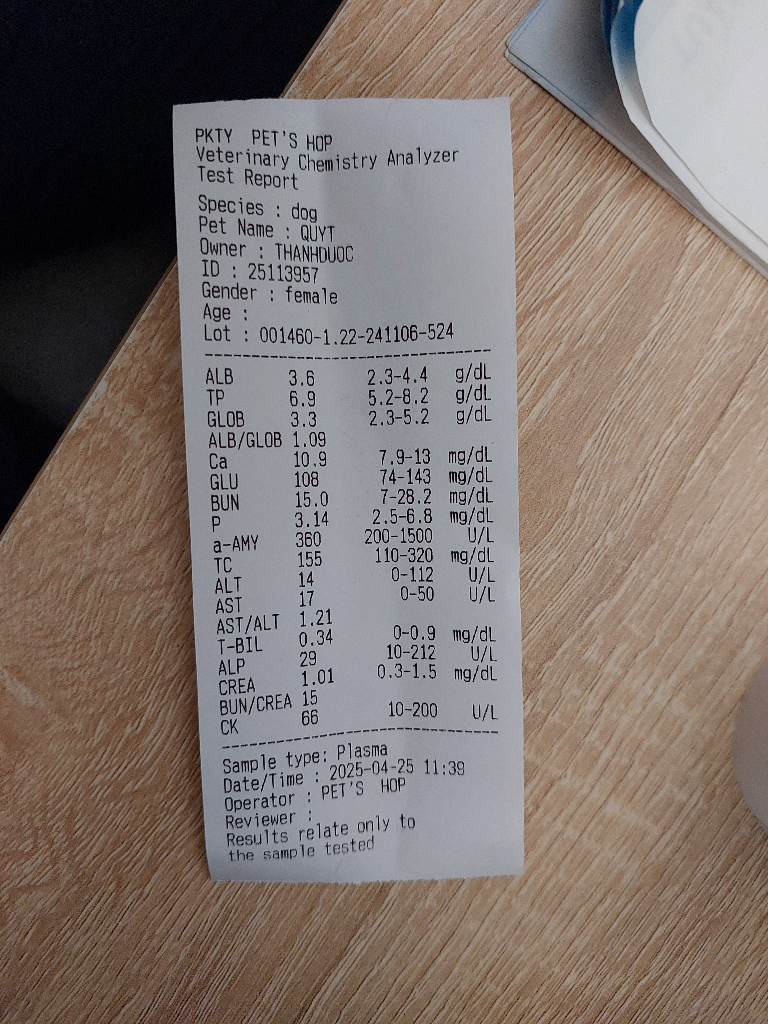 PKTY PET'S HOP
Veterinary Chemistry Analyzer
Test Report
Species : dog
Pet Name : QUYT
Owner : THANHDUOC
ID : 25113957
Gender : female
Age :
Lot : 001460-1.22-241106-524
ALB 3.6 2.3-4.4 g/dL
TP 6.9 5.2-8.2 g/dL
GLOB 3.3 2.3-5.2 g/dL
ALB/GLOB 1.09
Ca 10.9 7.9-13 mg/dL
GLU 108 74-143 mg/dL
BUN 15.0 7-28.2 mg/dL
P 3.14 2.5-6.8 mg/dL
a-AMY 360 200-1500 U/L
TC 155 110-320 mg/dL
ALT 14 0-112 U/L
AST 17 0-50 U/L
AST/ALT 1.21
T-BIL 0.34 0-0.9 mg/dL
ALP 29 10-212 U/L
CREA 1.01 0.3-1.5 mg/dL
BUN/CREA 15
CK 66 10-200 U/L
Sample type: Plasma
Date/Time : 2025-04-25 11:39
Operator : PET'S HOP
Reviewer :
Results relate only to
the sample tested